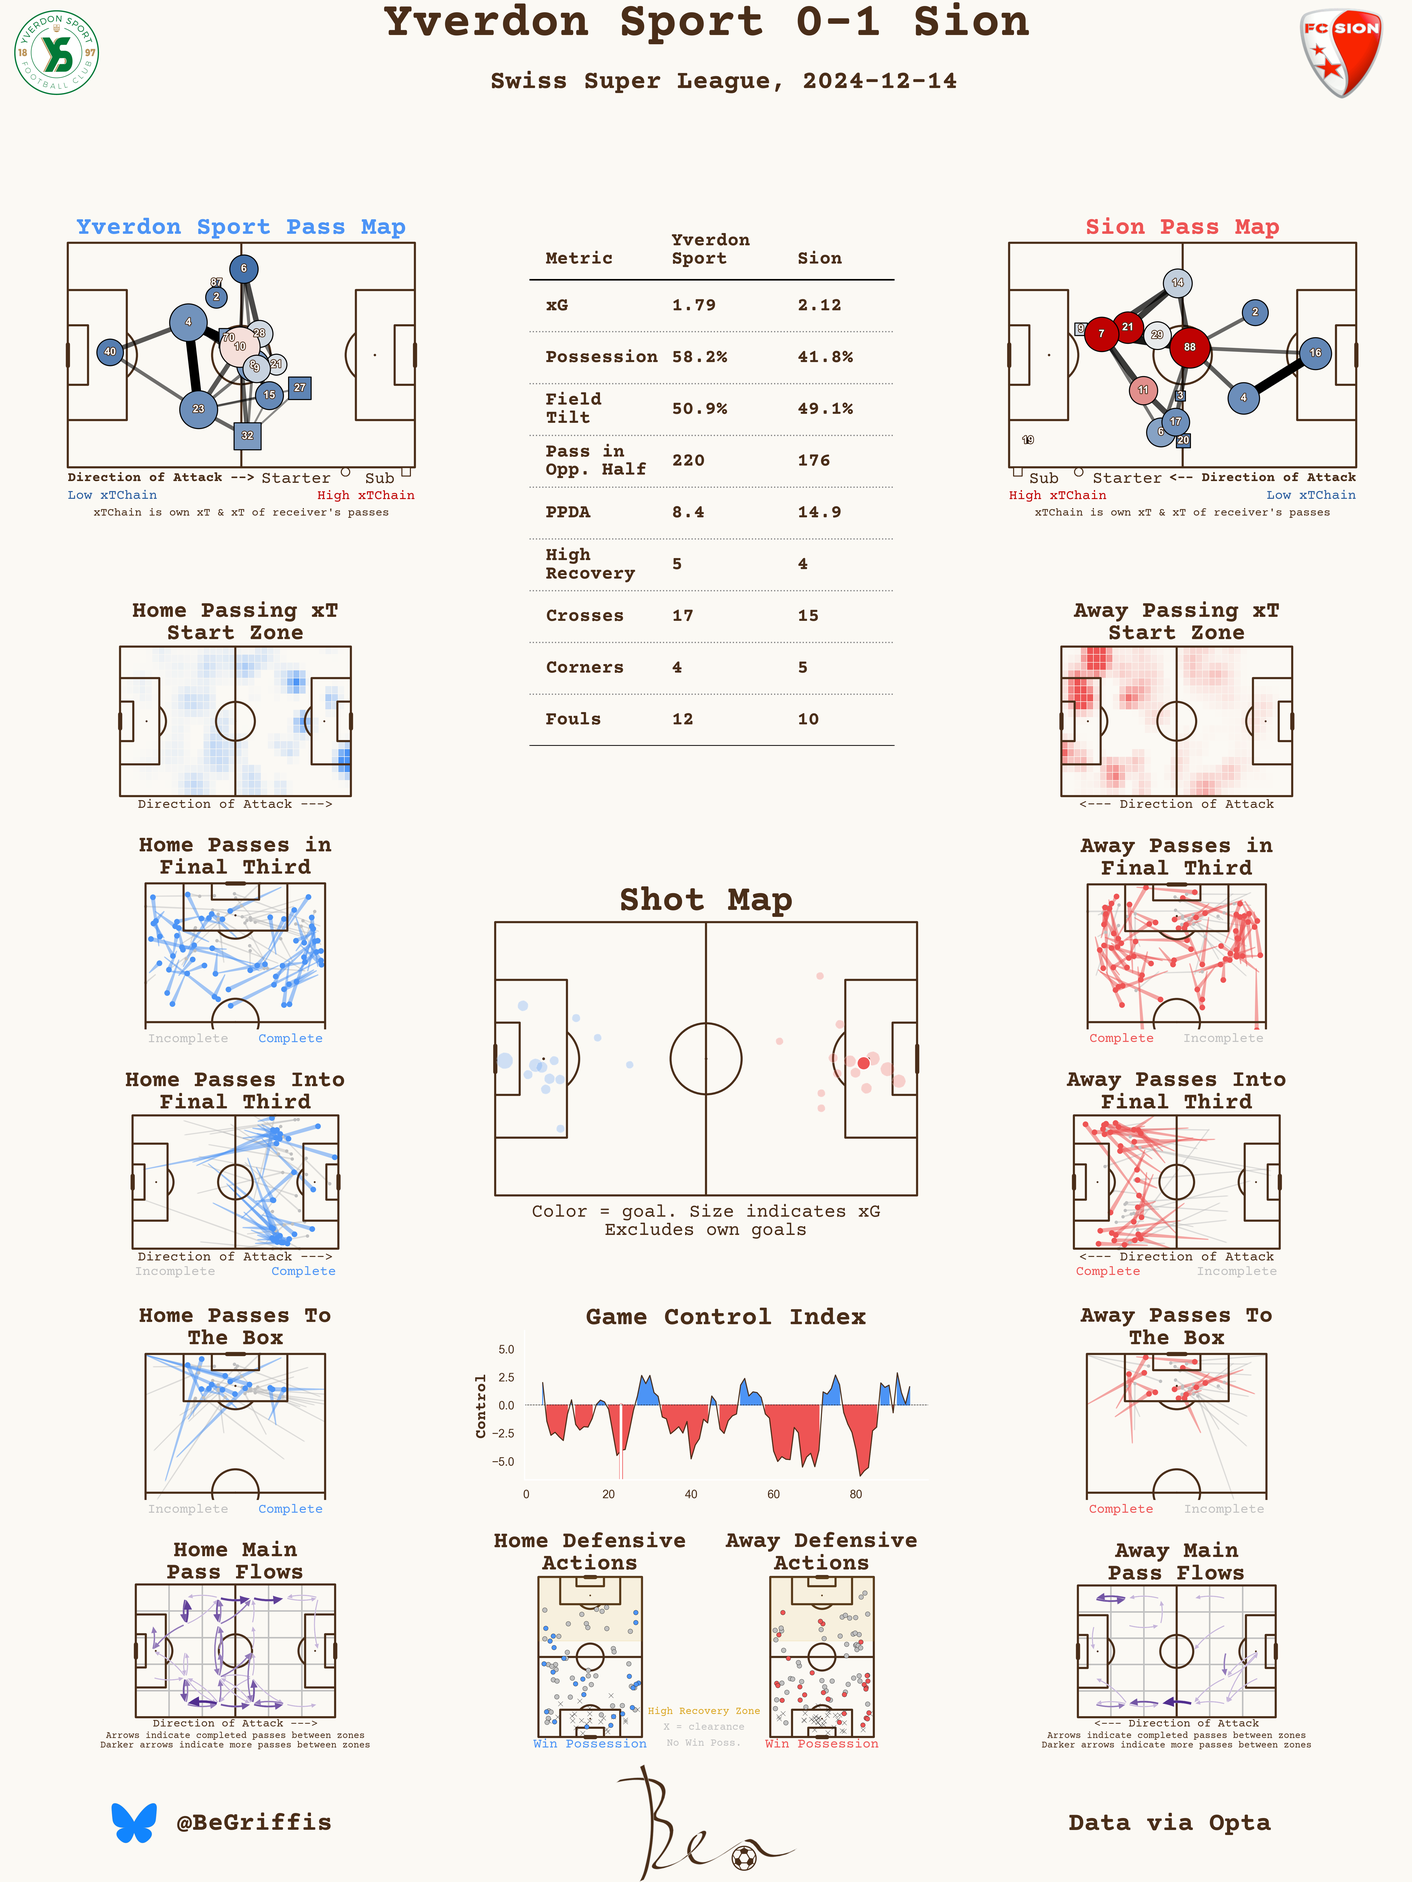 Yverdon Sport 0-1 Sion
Swiss Super League, 2024-12-14
YVERDON SPORT
18 97
FOOTBALL CLUB
FC SION
Yverdon Sport Pass Map
6
87
2
4
70
28
10
40
8
9
21
27
15
23
32
Direction of Attack --> Starter Sub
Low xTChain High xTChain
xTChain is own xT & xT of receiver's passes
Metric Yverdon Sport Sion
xG 1.79 2.12
Possession 58.2% 41.8%
Field Tilt 50.9% 49.1%
Pass in Opp. Half 220 176
PPDA 8.4 14.9
High Recovery 5 4
Crosses 17 15
Corners 4 5
Fouls 12 10
Sion Pass Map
14
2
9
7
21
29
88
16
11
3
4
17
6
20
19
Sub Starter <-- Direction of Attack
High xTChain Low xTChain
xTChain is own xT & xT of receiver's passes
Home Passing xT
Start Zone
Direction of Attack --->
Away Passing xT
Start Zone
<--- Direction of Attack
Home Passes in
Final Third
Incomplete Complete
Away Passes in
Final Third
Complete Incomplete
Shot Map
Color = goal. Size indicates xG
Excludes own goals
Home Passes Into
Final Third
Direction of Attack --->
Incomplete Complete
Away Passes Into
Final Third
<--- Direction of Attack
Complete Incomplete
Home Passes To
The Box
Incomplete Complete
Game Control Index
Control
5.0
2.5
0.0
−2.5
−5.0
0 20 40 60 80
Away Passes To
The Box
Complete Incomplete
Home Main
Pass Flows
Direction of Attack --->
Arrows indicate completed passes between zones
Darker arrows indicate more passes between zones
Home Defensive
Actions
Win Possession
Away Defensive
Actions
Win Possession
High Recovery Zone
X = clearance
No Win Poss.
Away Main
Pass Flows
<--- Direction of Attack
Arrows indicate completed passes between zones
Darker arrows indicate more passes between zones
@BeGriffis
Ben
Data via Opta